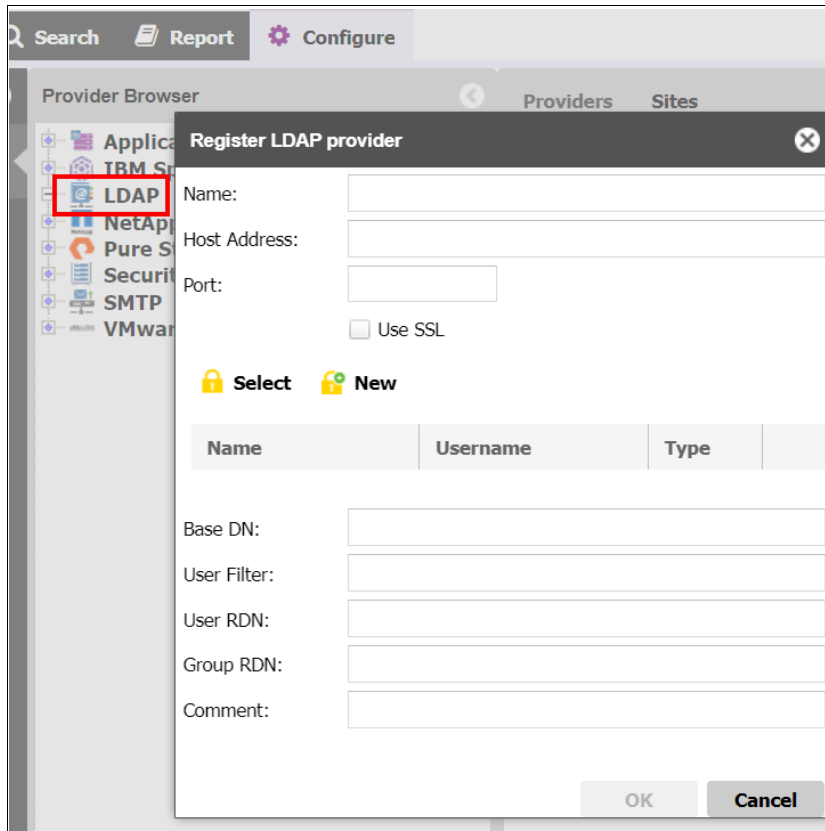 Search Report Configure
Provider Browser
Providers Sites
Register LDAP provider
LDAP
SMTP
Name:
Host Address:
Port:
Use SSL
Select New
Name Username Type
Base DN:
User Filter:
User RDN:
Group RDN:
Comment:
OK Cancel